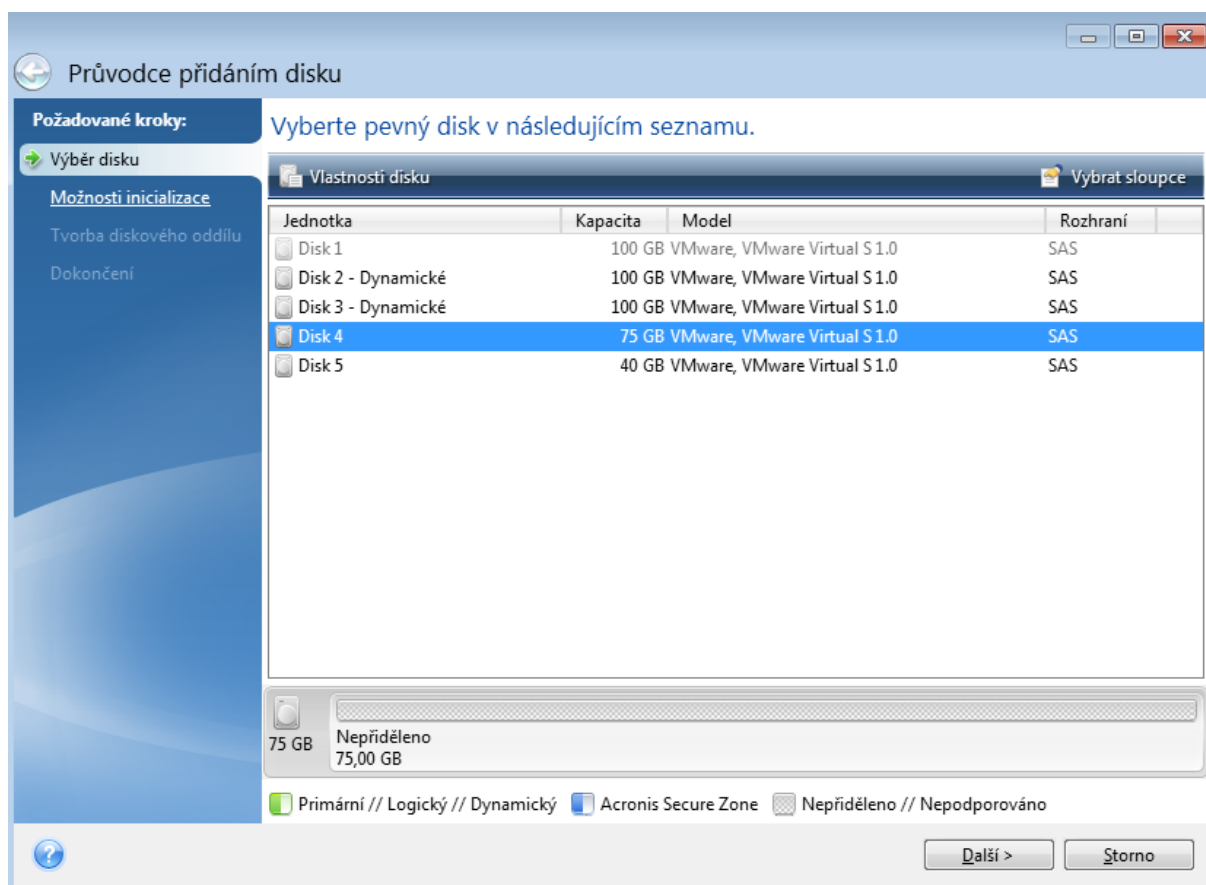 Průvodce přidáním disku
Požadované kroky:
Výběr disku
Možnosti inicializace
Tvorba diskového oddílu
Dokončení
Vyberte pevný disk v následujícím seznamu.
Vlastnosti disku Vybrat sloupce
Jednotka Kapacita Model Rozhraní
Disk 1 100 GB VMware, VMware Virtual S 1.0 SAS
Disk 2 - Dynamické 100 GB VMware, VMware Virtual S 1.0 SAS
Disk 3 - Dynamické 100 GB VMware, VMware Virtual S 1.0 SAS
Disk 4 75 GB VMware, VMware Virtual S 1.0 SAS
Disk 5 40 GB VMware, VMware Virtual S 1.0 SAS
75 GB
Nepřiděleno
75,00 GB
Primární // Logický // Dynamický Acronis Secure Zone Nepřiděleno // Nepodporováno
Další > Storno